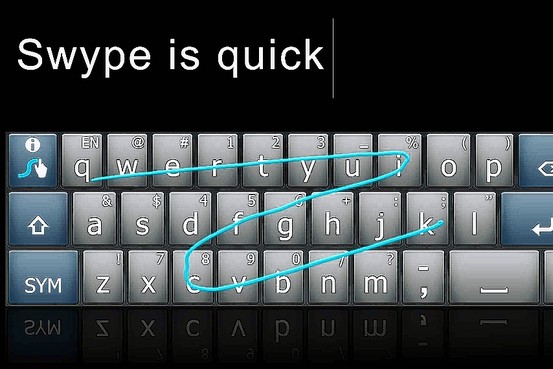 Swype is quick
i EN @ # 1 2 3 _ % ( )
q w e r t y u i o p
& $ 4 5 6 + : ; "
a s d f g h j k l
! 7 8 9 0 / ? -
SYM z x c v b n m ;